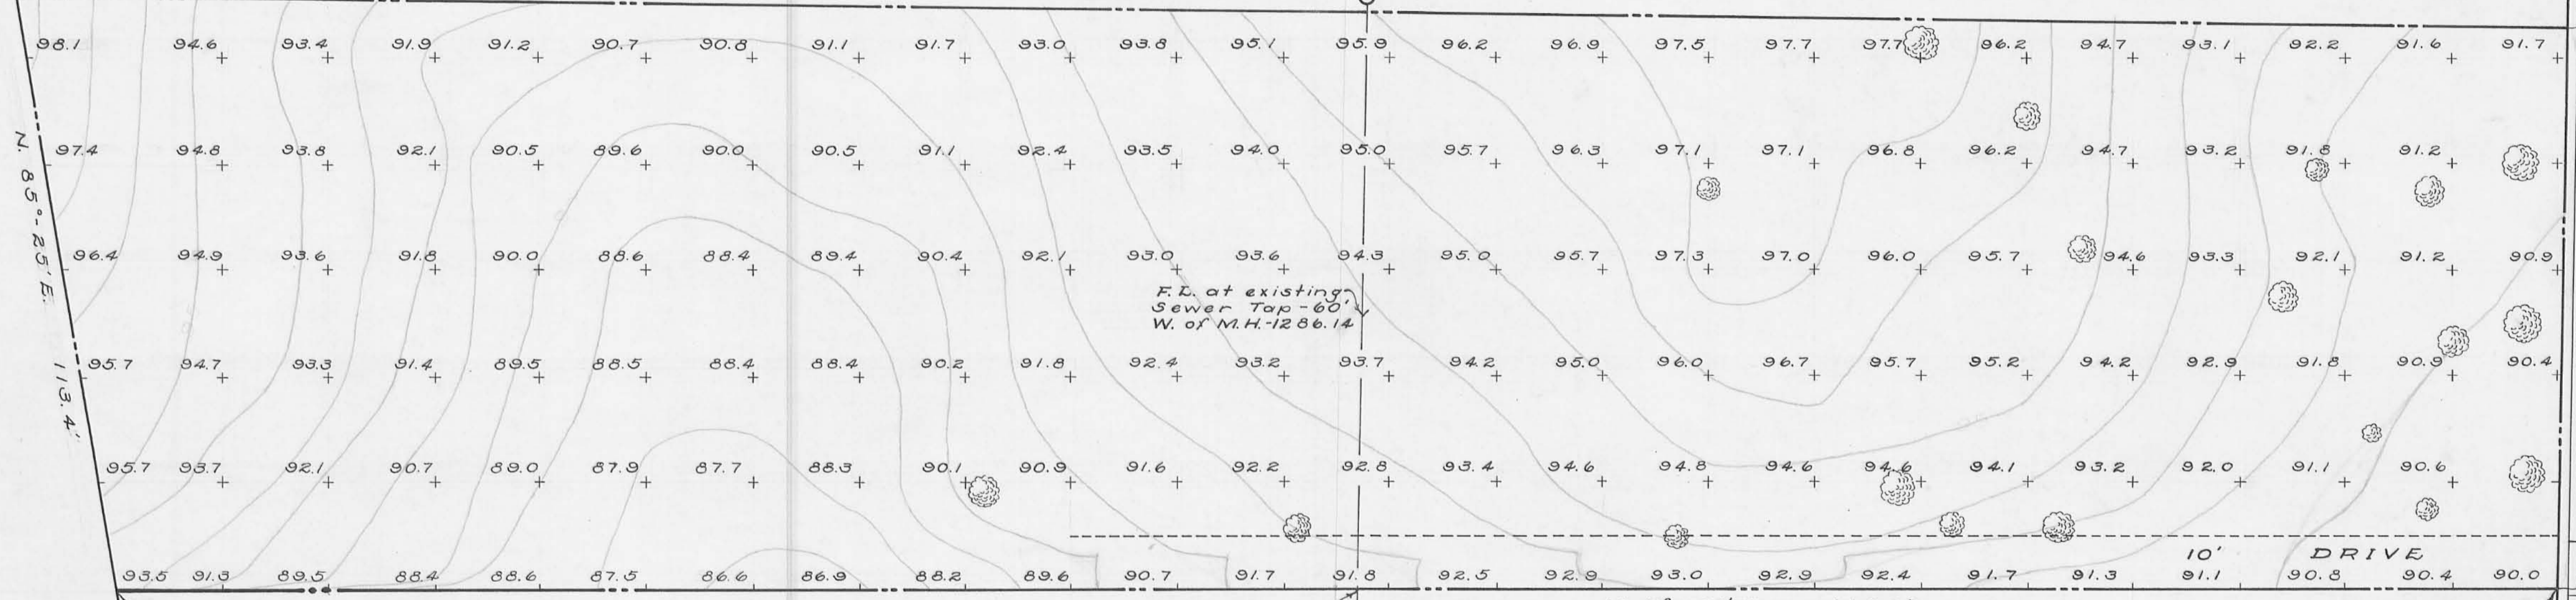 98.1 94.6 93.4 91.9 91.2 90.7 90.8 91.1 91.7 93.0 93.8 95.1 95.9 96.2 96.9 97.5 97.7 97.7 96.2 94.7 93.1 92.2 91.6 91.7
97.4 94.8 93.8 92.1 90.5 89.6 90.0 90.5 91.1 92.4 93.5 94.0 95.0 95.7 96.3 97.1 97.1 96.8 96.2 94.7 93.2 91.8 91.2
96.4 94.9 93.6 91.8 90.0 88.6 88.4 89.4 90.4 92.1 93.0 93.6 94.3 95.0 95.7 97.3 97.0 96.0 95.7 94.6 93.3 92.1 91.2 90.9
N. 85°-25' E. 113.4'
F.L. at existing
Sewer Tap-60'
W. of M.H.-1286.14
95.7 94.7 93.3 91.4 89.5 88.5 88.4 88.4 90.2 91.8 92.4 93.2 93.7 94.2 95.0 96.0 96.7 95.7 95.2 94.2 92.9 91.8 90.9 90.4
95.7 93.7 92.1 90.7 89.0 87.9 87.7 88.3 90.1 90.9 91.6 92.2 92.8 93.4 94.6 94.8 94.6 94.6 94.1 93.2 92.0 91.1 90.6
10' DRIVE
93.5 91.3 89.5 88.4 88.6 87.5 86.6 86.9 88.2 89.6 90.7 91.7 91.8 92.5 92.9 93.0 92.9 92.4 91.7 91.3 91.1 90.8 90.4 90.0